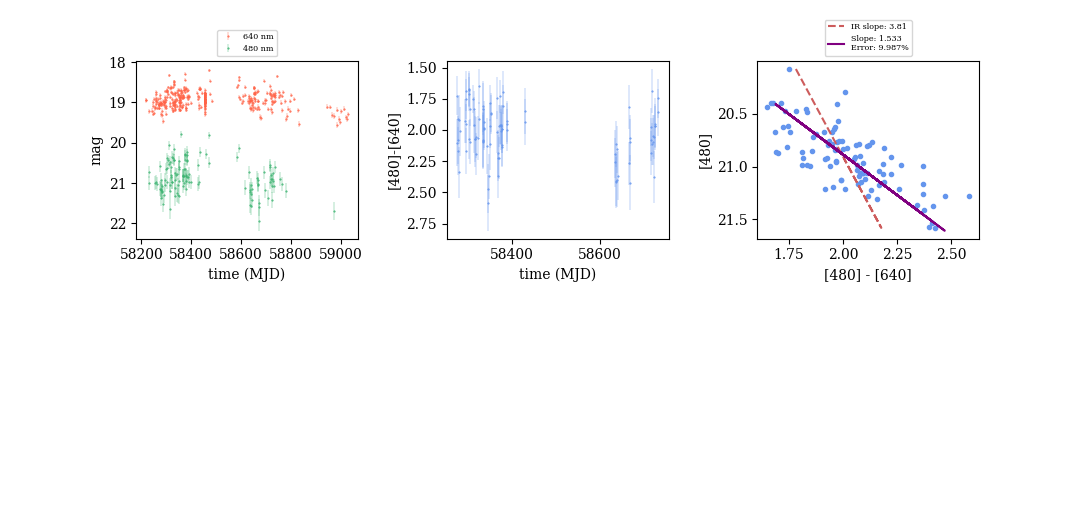 640 nm
480 nm
18
19
20
21
22
mag
58200 58400 58600 58800 59000
time (MJD)
1.50
1.75
2.00
2.25
2.50
2.75
[480]-[640]
58400 58600
time (MJD)
IR slope: 3.81
Slope: 1.533
Error: 9.987%
20.5
21.0
21.5
[480]
1.75 2.00 2.25 2.50
[480] - [640]